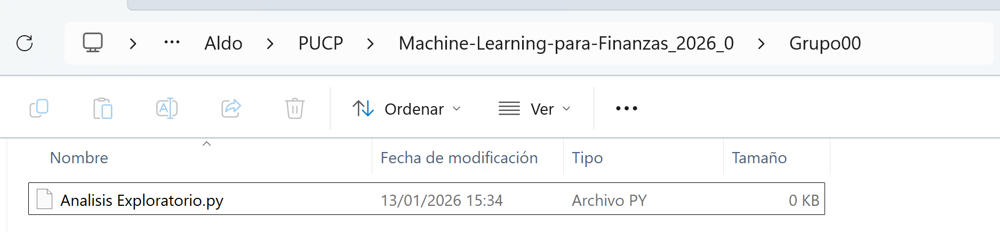 Aldo PUCP Machine-Learning-para-Finanzas_2026_0 Grupo00
Ordenar Ver
Nombre Fecha de modificación Tipo Tamaño
Analisis Exploratorio.py 13/01/2026 15:34 Archivo PY 0 KB